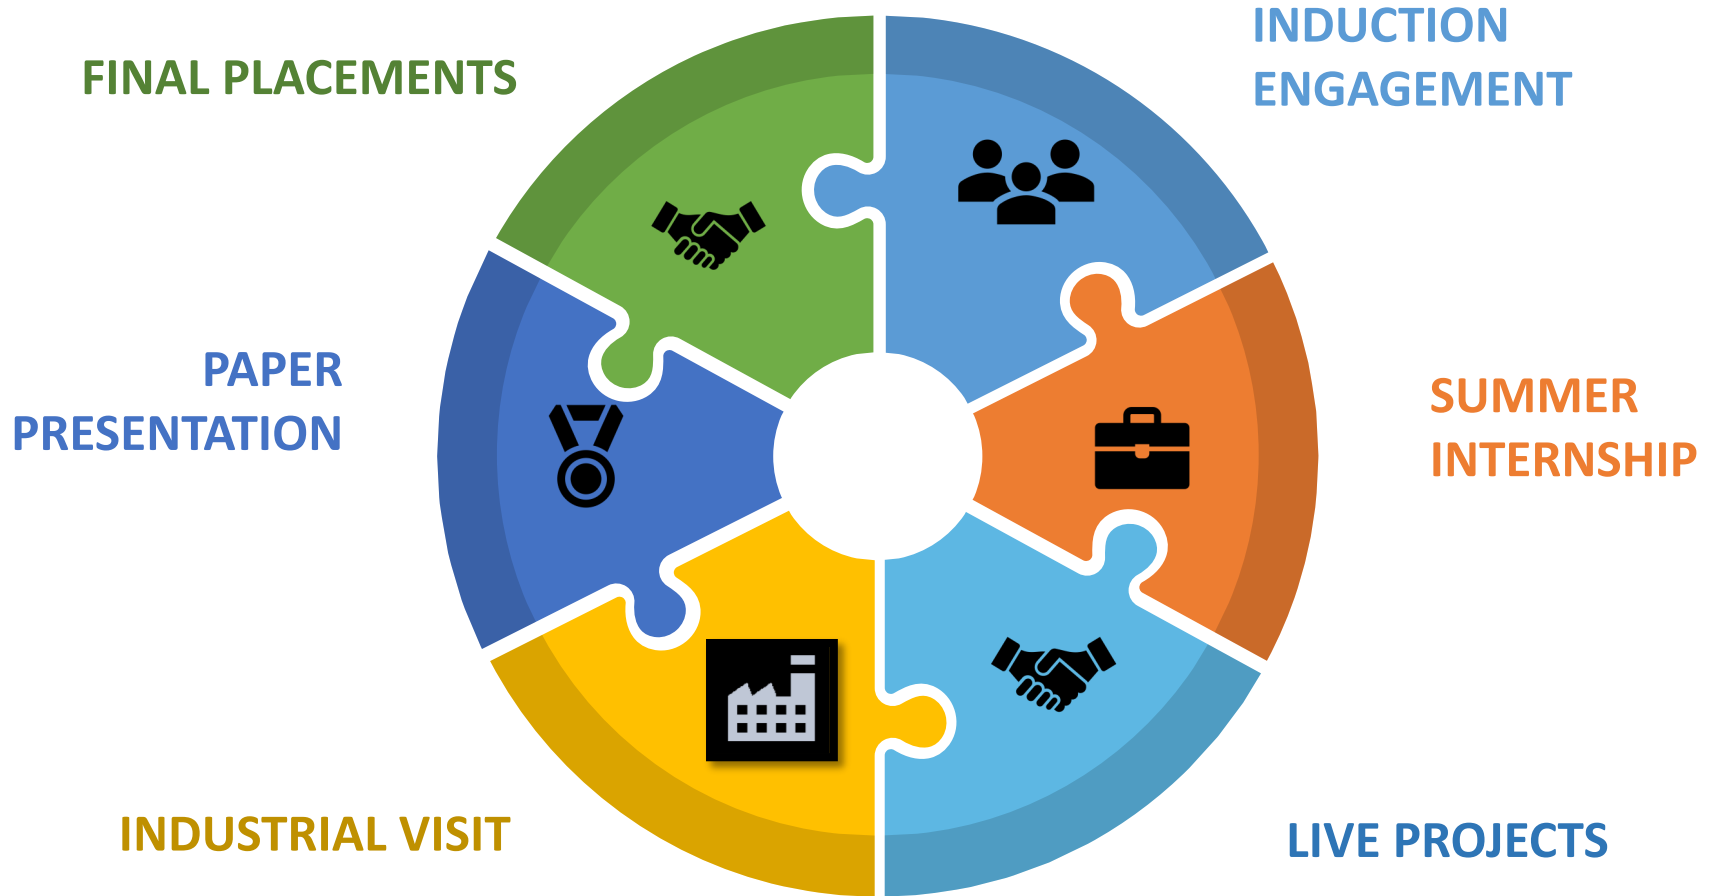 FINAL PLACEMENTS
INDUCTION
ENGAGEMENT
PAPER
PRESENTATION
SUMMER
INTERNSHIP
INDUSTRIAL VISIT
LIVE PROJECTS